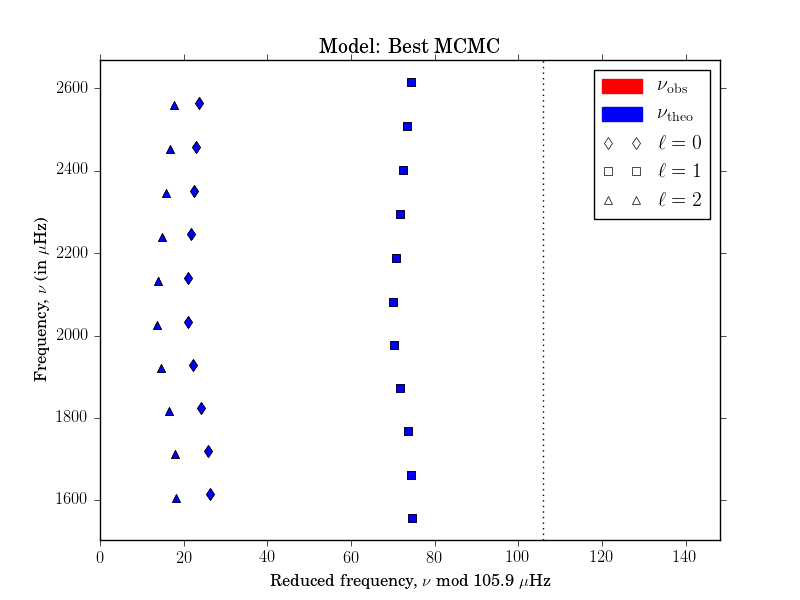 Model: Best MCMC
2600
2400
2200
2000
1800
1600
Frequency, ν (in μHz)
0 20 40 60 80 100 120 140
Reduced frequency, ν mod 105.9 μHz
ν_obs
ν_theo
ℓ = 0
ℓ = 1
ℓ = 2